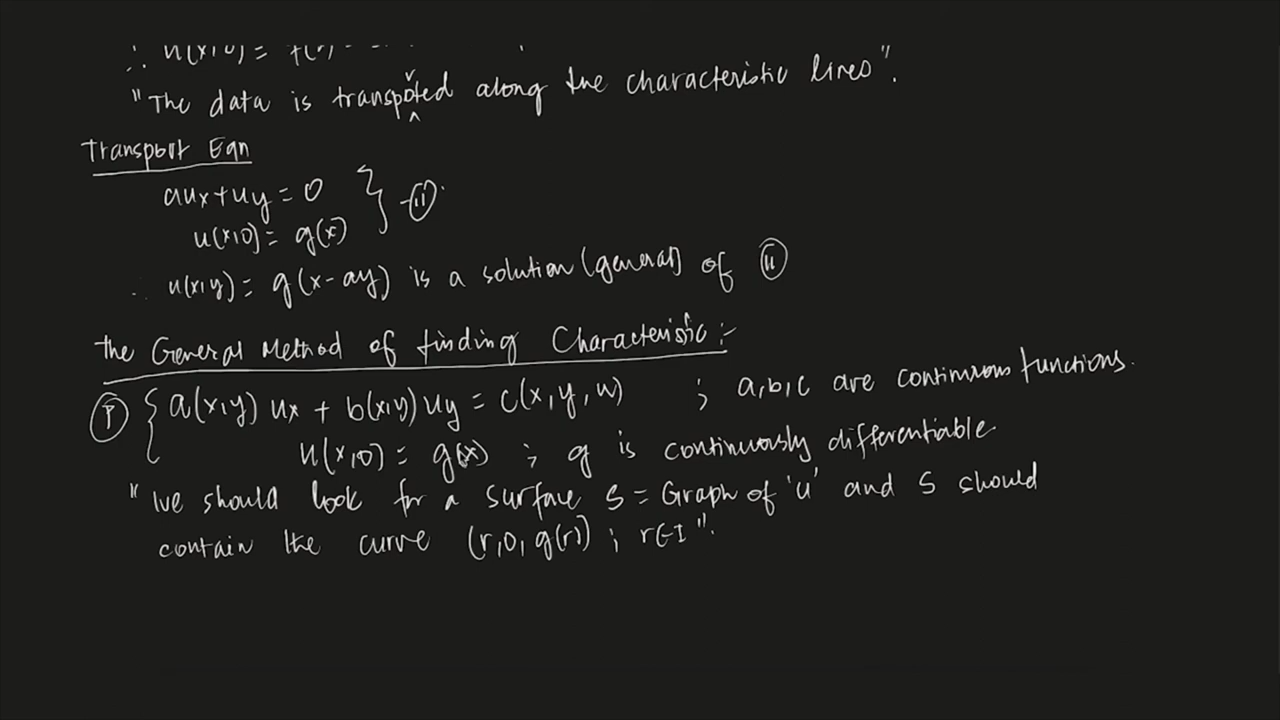 ∴ u(x,0) =
"The data is transpoted along the characteristic lines".
Transport Eqn
aux + uy = 0
u(x,0) = g(x) } - (II)
∴ u(x,y) = g(x-ay) is a solution (general) of (II)
The General Method of finding Characteristic :-
(P) { a(x,y) ux + b(x,y) uy = c(x,y,u) ; a,b,c are continuous functions.
u(x,0) = g(x) ; g is continuously differentiable
"We should look for a surface S = Graph of 'u' and S should
contain the curve (r,0,g(r)) ; r∈I".